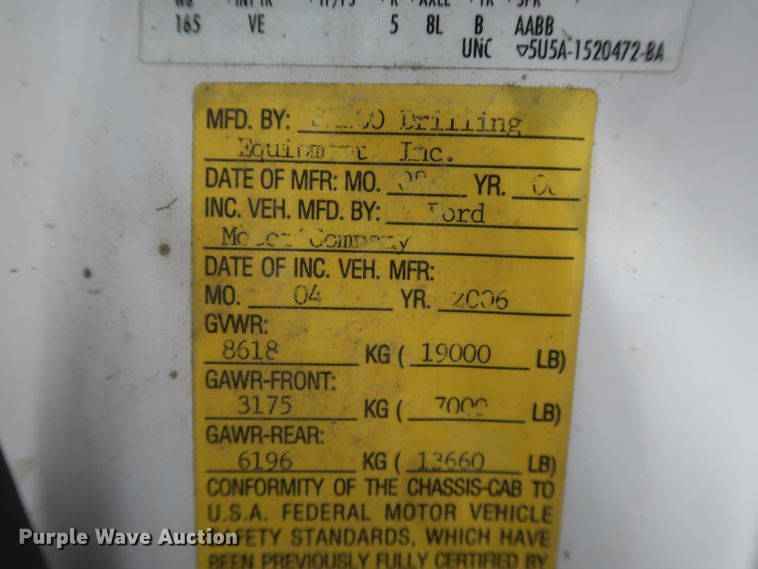 165 VE 5 8L B AABB
UNC ▽5U5A-1520472-BA
MFD. BY: Drilling
Equipment, Inc.
DATE OF MFR: MO. YR.
INC. VEH. MFD. BY: Ford
Motor Company
DATE OF INC. VEH. MFR:
MO. 04 YR. 2006
GVWR:
8618 KG ( 19000 LB)
GAWR-FRONT:
3175 KG ( 7000 LB)
GAWR-REAR:
6196 KG ( 13660 LB)
CONFORMITY OF THE CHASSIS-CAB TO
U.S.A. FEDERAL MOTOR VEHICLE
SAFETY STANDARDS, WHICH HAVE
BEEN PREVIOUSLY FULLY CERTIFIED BY
Purple Wave Auction